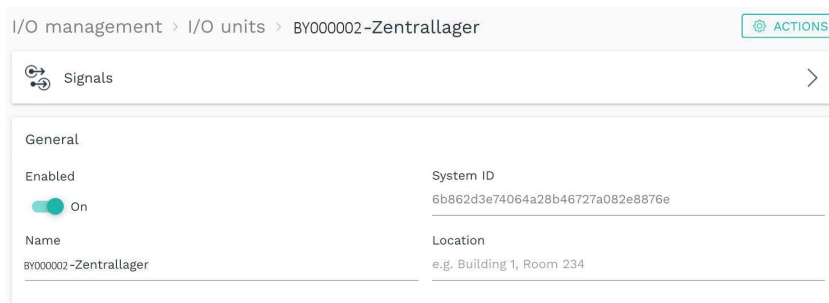 I/O management > I/O units > BY000002-Zentrallager
ACTIONS
Signals
General
Enabled
System ID
On
6b862d3e74064a28b46727a082e8876e
Name
Location
BY000002-Zentrallager
e.g. Building 1, Room 234